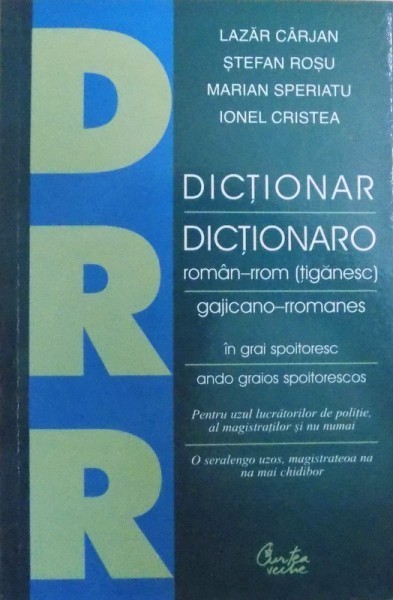 LAZĂR CÂRJAN
ȘTEFAN ROȘU
MARIAN SPERIATU
IONEL CRISTEA
DRR
DICȚIONAR
DICȚIONARO
român–rrom (țigănesc)
gajicano–rromanes
în grai spoitoresc
ando graios spoitorescos
Pentru uzul lucrătorilor de poliție,
al magistraților și nu numai
O seralengo uzos, magistrateoa na
na mai chidibor
Curtea
veche